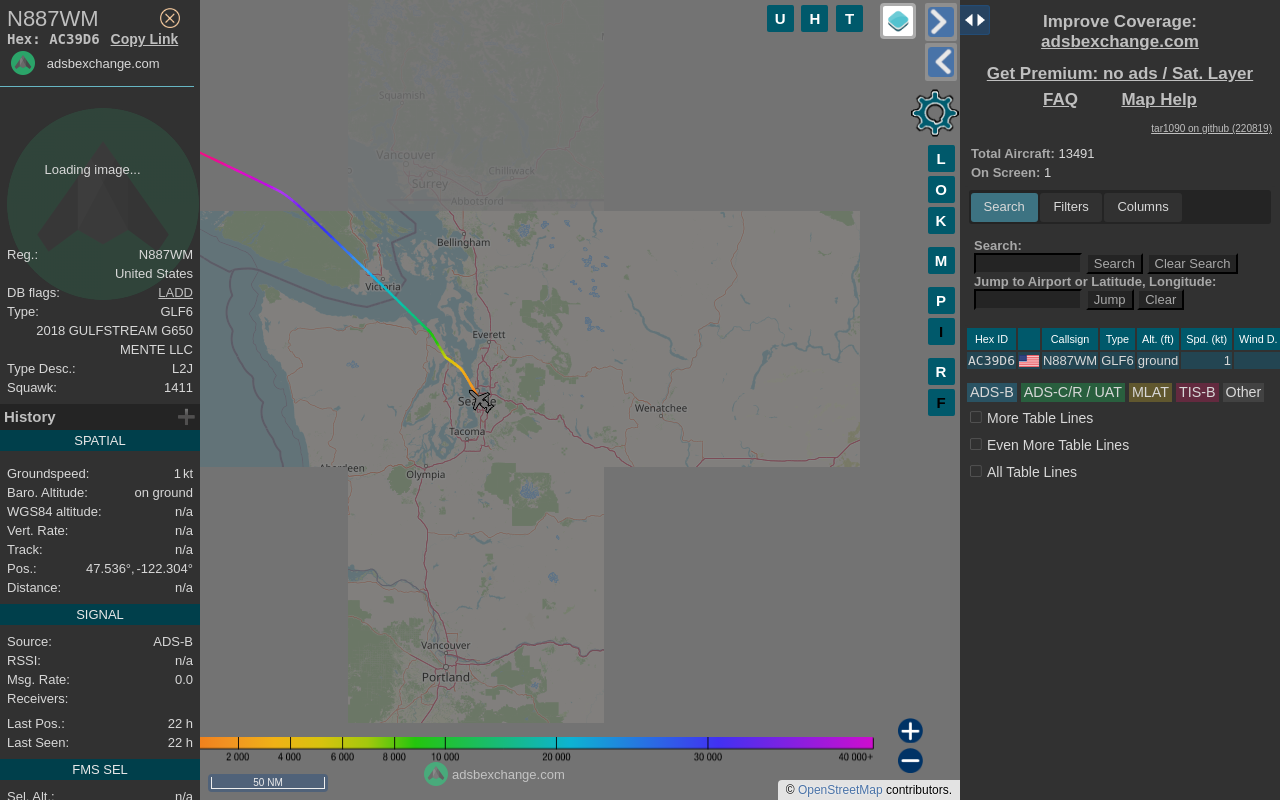 N887WM
Hex: AC39D6 Copy Link
adsbexchange.com
Loading image...
Reg.: N887WM
United States
DB flags: LADD
Type: GLF6
2018 GULFSTREAM G650
MENTE LLC
Type Desc.: L2J
Squawk: 1411
History
SPATIAL
Groundspeed: 1 kt
Baro. Altitude: on ground
WGS84 altitude: n/a
Vert. Rate: n/a
Track: n/a
Pos.: 47.536°, -122.304°
Distance: n/a
SIGNAL
Source: ADS-B
RSSI: n/a
Msg. Rate: 0.0
Receivers:
Last Pos.: 22 h
Last Seen: 22 h
FMS SEL
Sel. Alt.: n/a
U H T
Squamish
Vancouver
Chilliwack
Surrey
Abbotsford
Bellingham
Victoria
Everett
Seattle
Wenatchee
Tacoma
Aberdeen
Olympia
Vancouver
Portland
L
O
K
M
P
I
R
F
2 000 4 000 6 000 8 000 10 000 20 000 30 000 40 000+
adsbexchange.com
50 NM
© OpenStreetMap contributors.
Improve Coverage:
adsbexchange.com
Get Premium: no ads / Sat. Layer
FAQ Map Help
tar1090 on github (220819)
Total Aircraft: 13491
On Screen: 1
Search Filters Columns
Search:
Search Clear Search
Jump to Airport or Latitude, Longitude:
Jump Clear
Hex ID Callsign Type Alt. (ft) Spd. (kt) Wind D.
AC39D6 N887WM GLF6 ground 1
ADS-B ADS-C/R / UAT MLAT TIS-B Other
More Table Lines
Even More Table Lines
All Table Lines